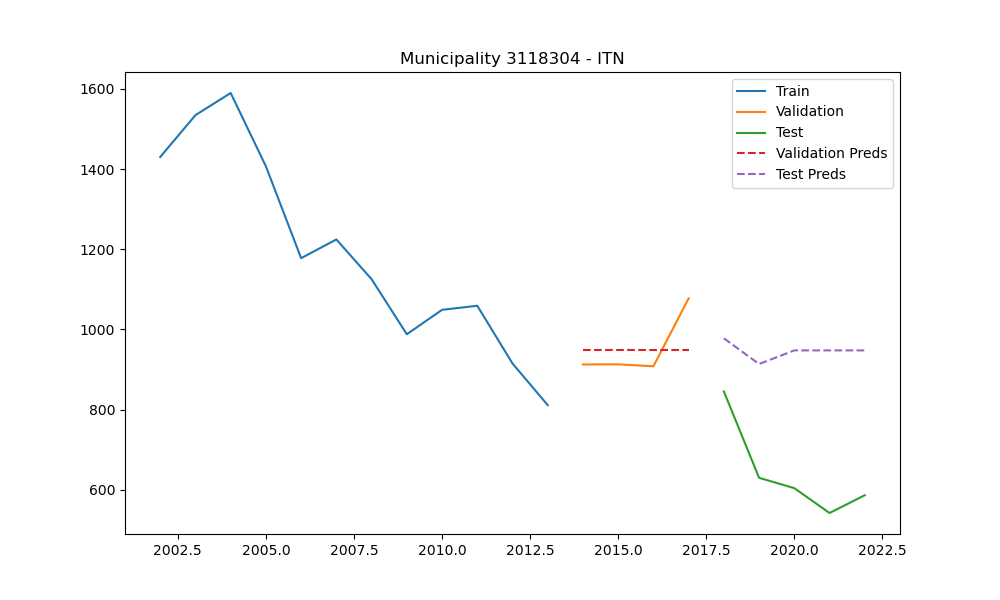 Municipality 3118304 - ITN
1600
1400
1200
1000
800
600
Train
Validation
Test
Validation Preds
Test Preds
2002.5 2005.0 2007.5 2010.0 2012.5 2015.0 2017.5 2020.0 2022.5